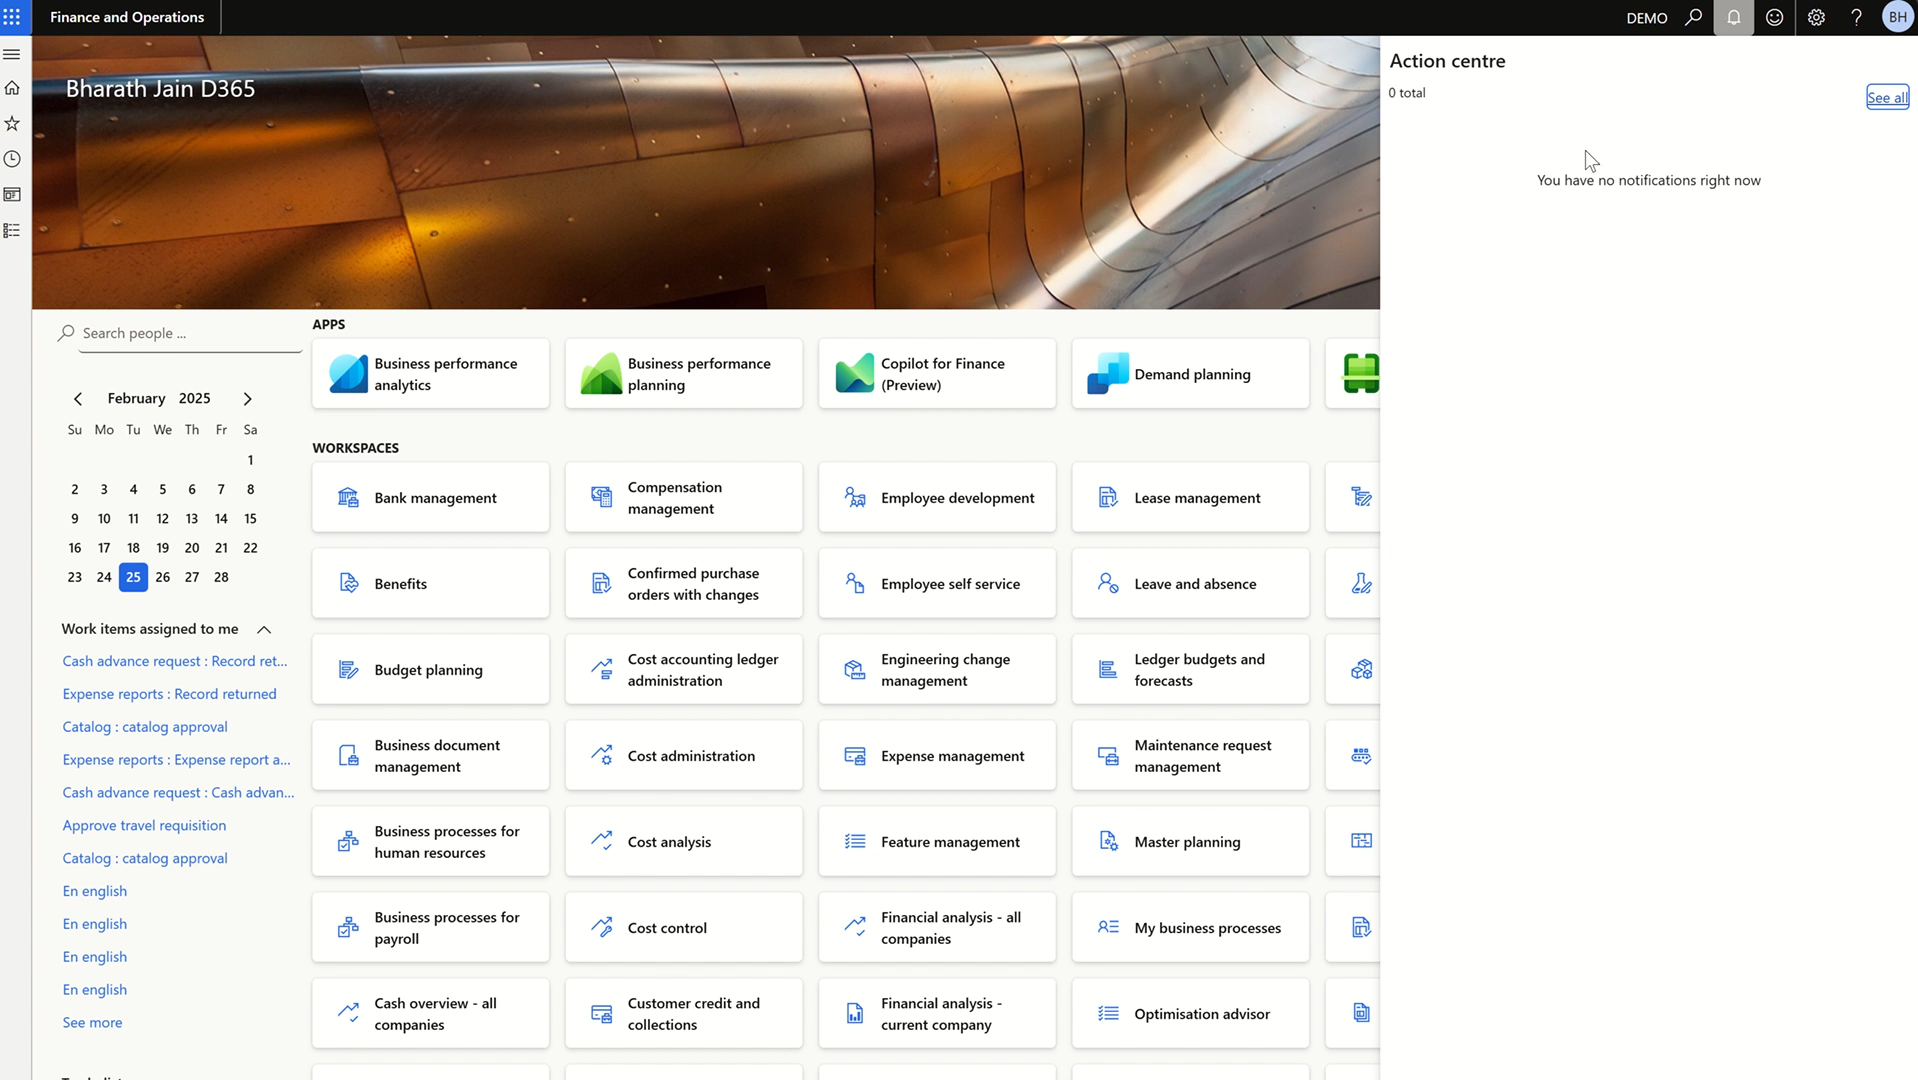 Finance and Operations
DEMO
BH
Bharath Jain D365
Action centre
0 total
See all
You have no notifications right now
Search people ...
February 2025
Su Mo Tu We Th Fr Sa
1
2 3 4 5 6 7 8
9 10 11 12 13 14 15
16 17 18 19 20 21 22
23 24 25 26 27 28
Work items assigned to me
Cash advance request : Record ret...
Expense reports : Record returned
Catalog : catalog approval
Expense reports : Expense report a...
Cash advance request : Cash advan...
Approve travel requisition
Catalog : catalog approval
En english
En english
En english
En english
See more
APPS
Business performance
analytics
Business performance
planning
Copilot for Finance
(Preview)
Demand planning
WORKSPACES
Bank management
Compensation
management
Employee development
Lease management
Benefits
Confirmed purchase
orders with changes
Employee self service
Leave and absence
Budget planning
Cost accounting ledger
administration
Engineering change
management
Ledger budgets and
forecasts
Business document
management
Cost administration
Expense management
Maintenance request
management
Business processes for
human resources
Cost analysis
Feature management
Master planning
Business processes for
payroll
Cost control
Financial analysis - all
companies
My business processes
Cash overview - all
companies
Customer credit and
collections
Financial analysis -
current company
Optimisation advisor